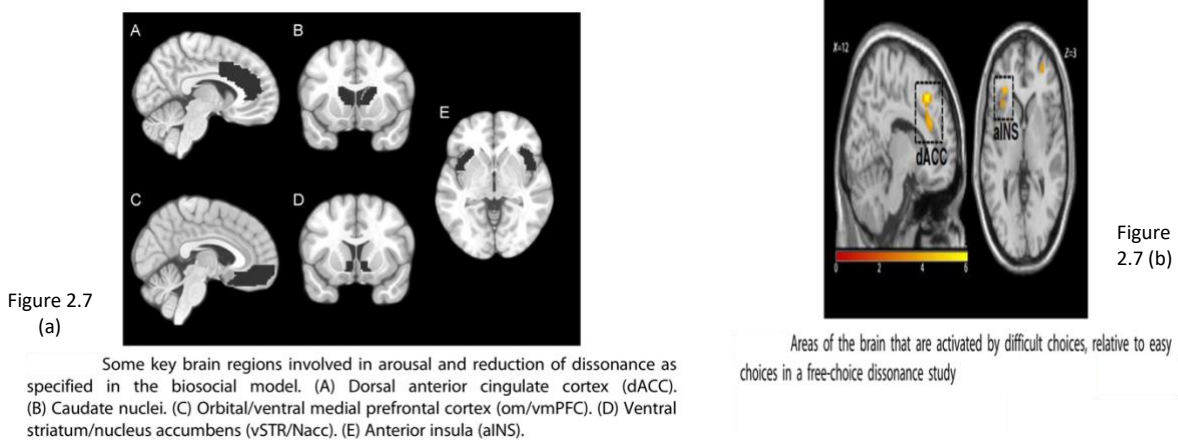 A
B
E
C
D
Figure 2.7
(a)
Some key brain regions involved in arousal and reduction of dissonance as
specified in the biosocial model. (A) Dorsal anterior cingulate cortex (dACC).
(B) Caudate nuclei. (C) Orbital/ventral medial prefrontal cortex (om/vmPFC). (D) Ventral
striatum/nucleus accumbens (vSTR/Nacc). (E) Anterior insula (aINS).
X=12
Z=3
aINS
dACC
0 2 4 6
Figure
2.7 (b)
Areas of the brain that are activated by difficult choices, relative to easy
choices in a free-choice dissonance study